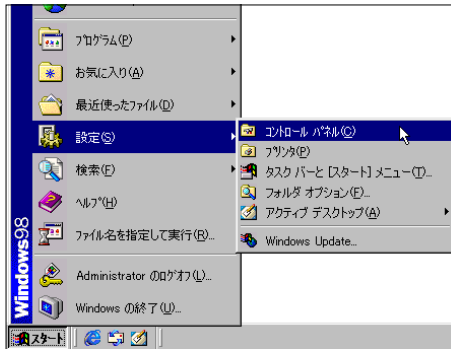 ﾌﾟﾛｸﾞﾗﾑ(P)
お気に入り(A)
最近使ったﾌｧｲﾙ(D)
設定(S)
検索(F)
ﾍﾙﾌﾟ(H)
ﾌｧｲﾙ名を指定して実行(R)...
Administrator のﾛｸﾞｵﾌ(L)...
Windows の終了(U)...
ｺﾝﾄﾛｰﾙ ﾊﾟﾈﾙ(C)
ﾌﾟﾘﾝﾀ(P)
ﾀｽｸ ﾊﾞｰと [ｽﾀｰﾄ] ﾒﾆｭｰ(T)...
ﾌｫﾙﾀﾞ ｵﾌﾟｼｮﾝ(F)...
ｱｸﾃｨﾌﾞ ﾃﾞｽｸﾄｯﾌﾟ(A)
Windows Update...
Windows98
ｽﾀｰﾄ